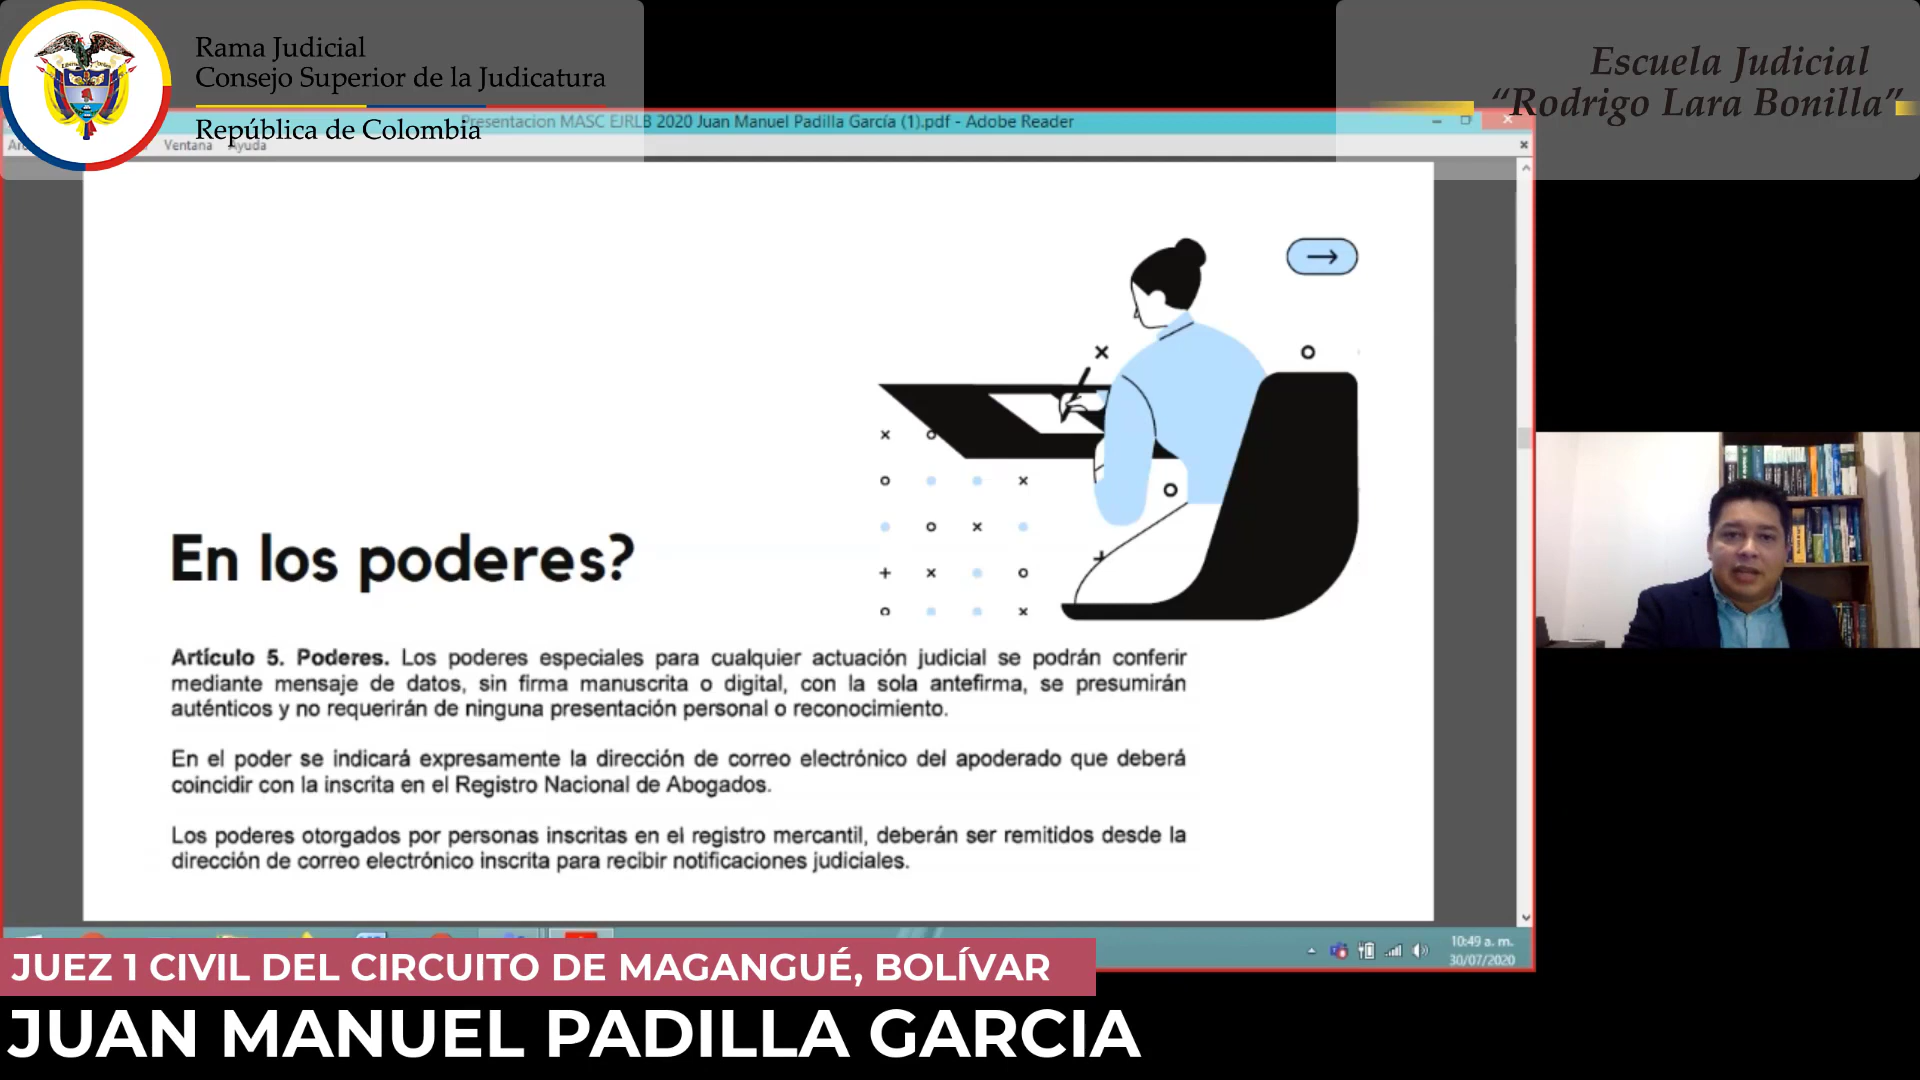 Rama Judicial
Consejo Superior de la Judicatura
República de Colombia
Escuela Judicial
“Rodrigo Lara Bonilla”
Presentacion MASC EJRLB 2020 Juan Manuel Padilla García (1).pdf - Adobe Reader
Ventana Ayuda
En los poderes?
Artículo 5. Poderes. Los poderes especiales para cualquier actuación judicial se podrán conferir
mediante mensaje de datos, sin firma manuscrita o digital, con la sola antefirma, se presumirán
auténticos y no requerirán de ninguna presentación personal o reconocimiento.
En el poder se indicará expresamente la dirección de correo electrónico del apoderado que deberá
coincidir con la inscrita en el Registro Nacional de Abogados.
Los poderes otorgados por personas inscritas en el registro mercantil, deberán ser remitidos desde la
dirección de correo electrónico inscrita para recibir notificaciones judiciales.
10:49 a. m.
30/07/2020
JUEZ 1 CIVIL DEL CIRCUITO DE MAGANGUÉ, BOLÍVAR
JUAN MANUEL PADILLA GARCIA